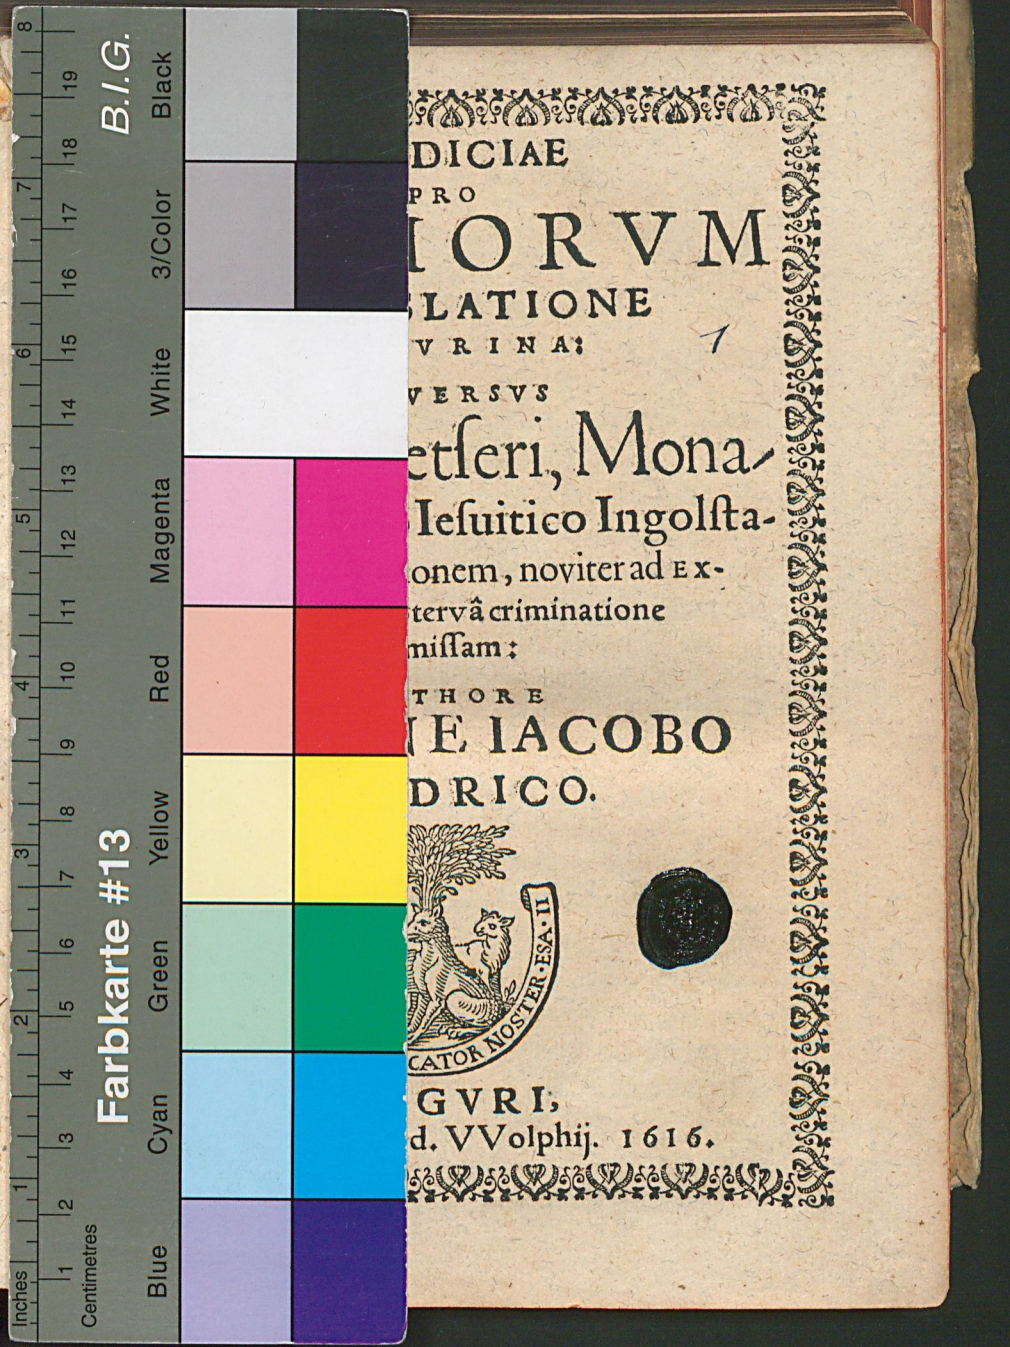 B.I.G.
Black
3/Color
White
Magenta
Red
Yellow
Green
Cyan
Blue
Farbkarte #13
Centimetres
1 2 3 4 5 6 7 8 9 10 11 12 13 14 15 16 17 18 19
Inches
1 2 3 4 5 6 7 8
DICIAE
PRO
IORVM
SLATIONE
VRINA:
1
VERSVS
etſeri, Mona-
Ieſuitico Ingolſta-
onem, noviter ad EX-
tervâ criminatione
miſſam:
THORE
NE IACOBO
DRICO.
CATOR NOSTER·ESA·II
GVRI,
d. VVolphij. 1616.